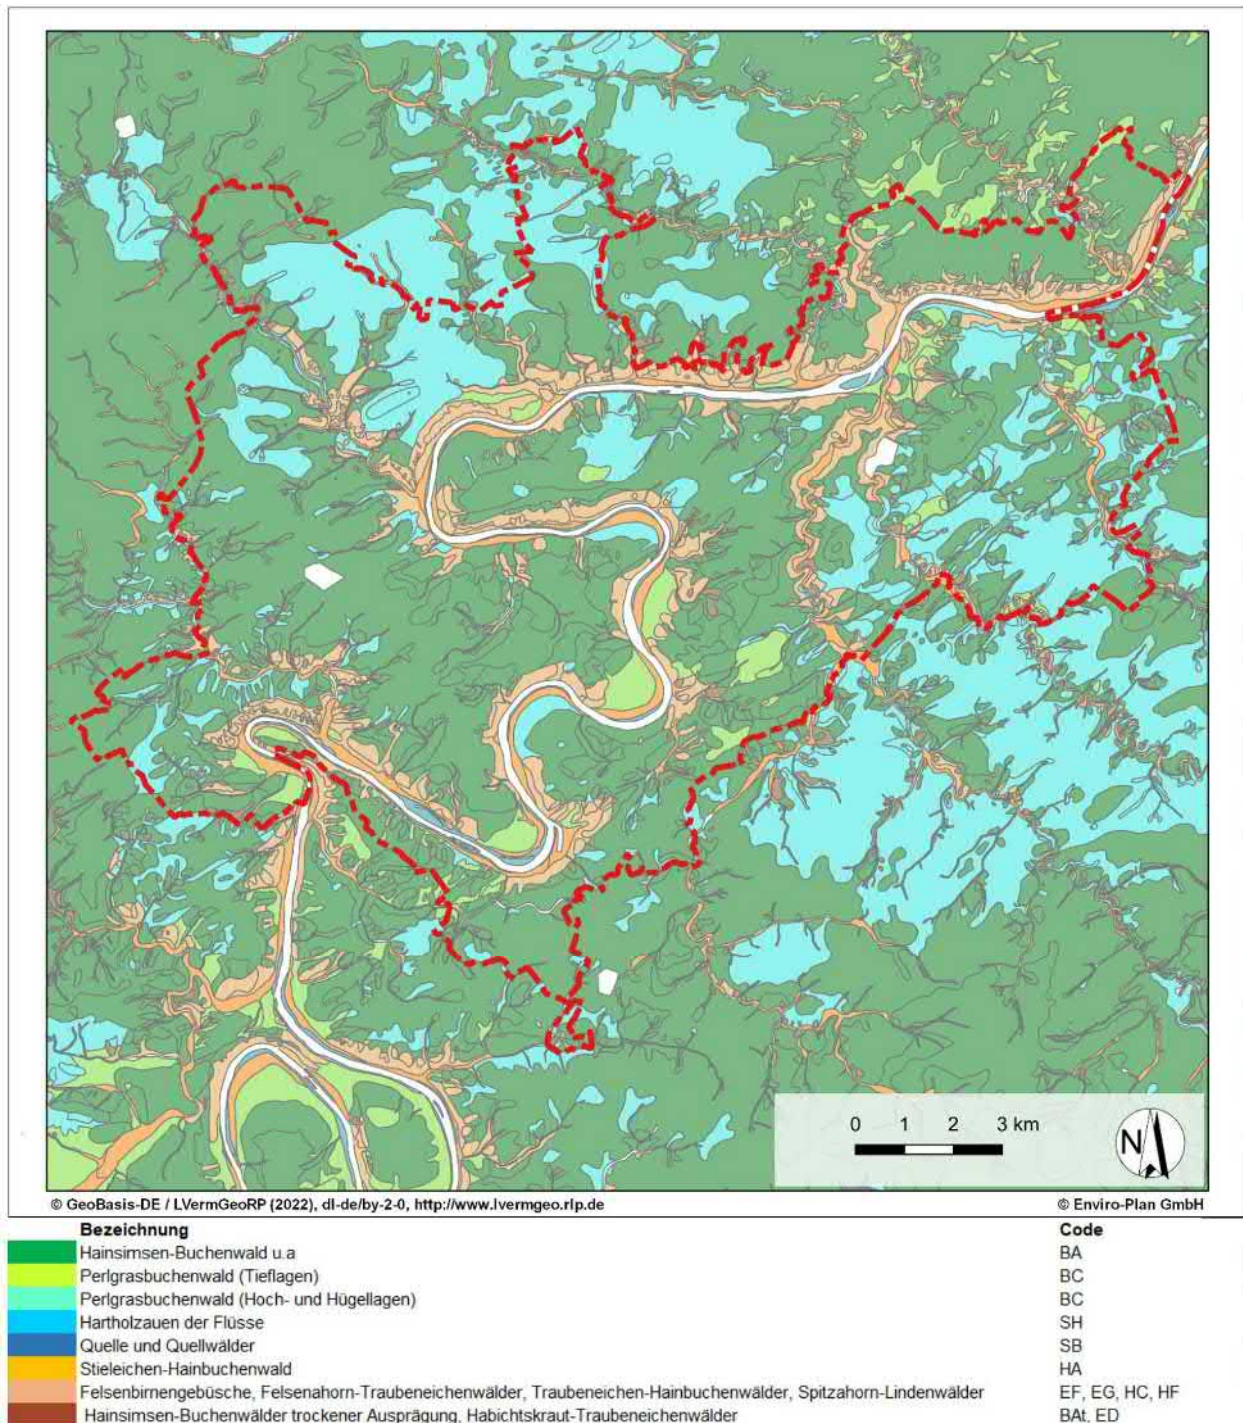 0 1 2 3 km
N
© GeoBasis-DE / LVermGeoRP (2022), dl-de/by-2-0, http://www.lvermgeo.rlp.de © Enviro-Plan GmbH
Bezeichnung Code
Hainsimsen-Buchenwald u.a BA
Perlgrasbuchenwald (Tieflagen) BC
Perlgrasbuchenwald (Hoch- und Hügellagen) BC
Hartholzauen der Flüsse SH
Quelle und Quellwälder SB
Stieleichen-Hainbuchenwald HA
Felsenbirnengebüsche, Felsenahorn-Traubeneichenwälder, Traubeneichen-Hainbuchenwälder, Spitzahorn-Lindenwälder EF, EG, HC, HF
Hainsimsen-Buchenwälder trockener Ausprägung, Habichtskraut-Traubeneichenwälder BAt, ED